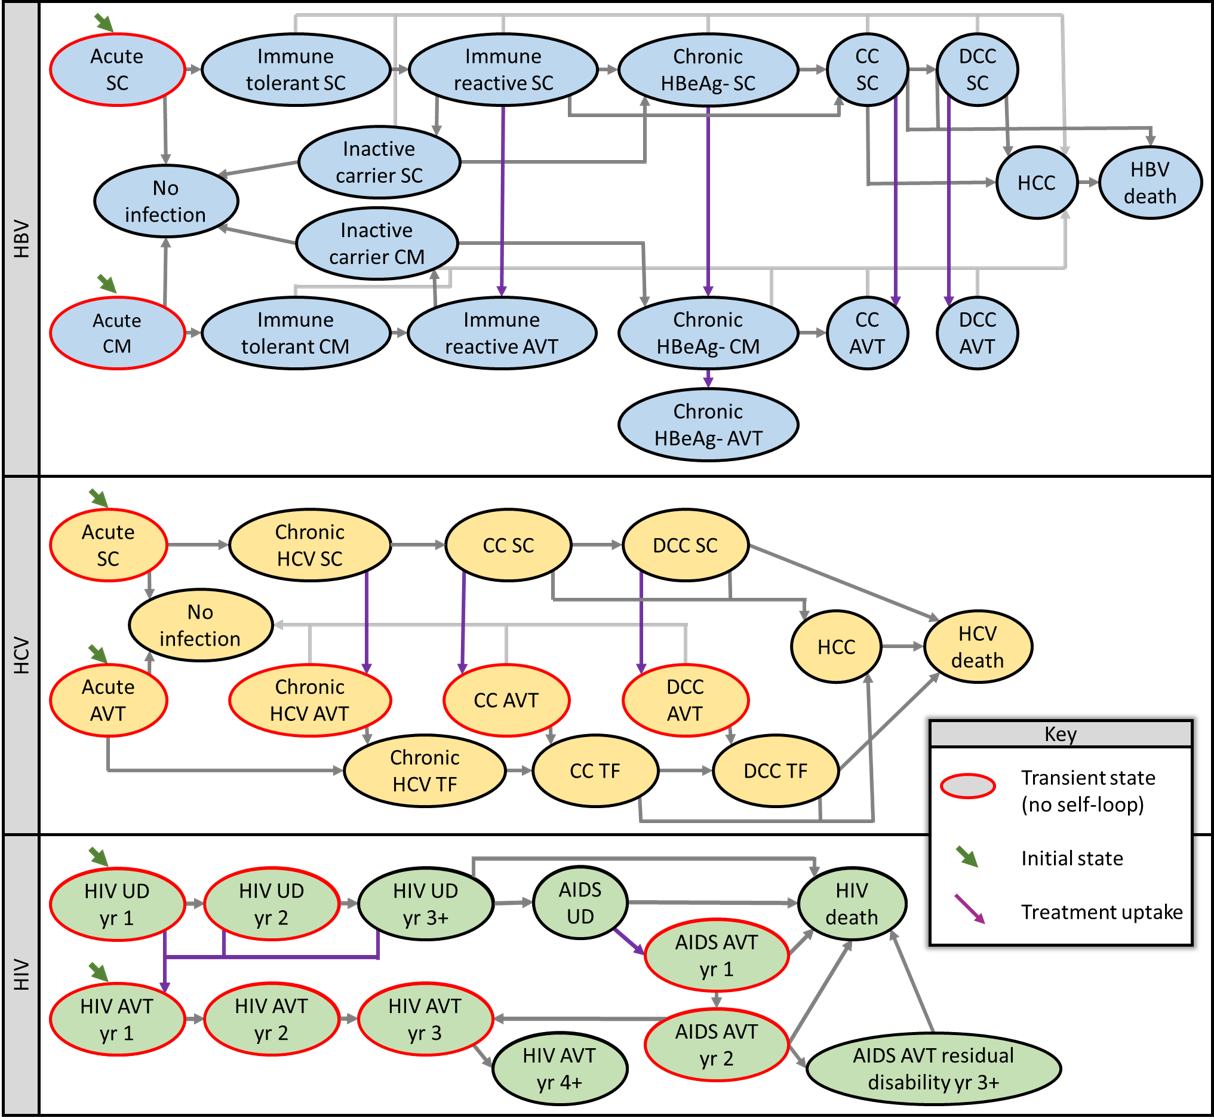 HBV
Acute
SC
Immune
tolerant SC
Immune
reactive SC
Chronic
HBeAg- SC
CC
SC
DCC
SC
Inactive
carrier SC
No
infection
HCC
HBV
death
Inactive
carrier CM
Acute
CM
Immune
tolerant CM
Immune
reactive AVT
Chronic
HBeAg- CM
CC
AVT
DCC
AVT
Chronic
HBeAg- AVT
HCV
Acute
SC
Chronic
HCV SC
CC SC
DCC SC
No
infection
HCC
HCV
death
Acute
AVT
Chronic
HCV AVT
CC AVT
DCC
AVT
Chronic
HCV TF
CC TF
DCC TF
Key
Transient state
(no self-loop)
Initial state
Treatment uptake
HIV
HIV UD
yr 1
HIV UD
yr 2
HIV UD
yr 3+
AIDS
UD
HIV
death
AIDS AVT
yr 1
HIV AVT
yr 1
HIV AVT
yr 2
HIV AVT
yr 3
AIDS AVT
yr 2
HIV AVT
yr 4+
AIDS AVT residual
disability yr 3+